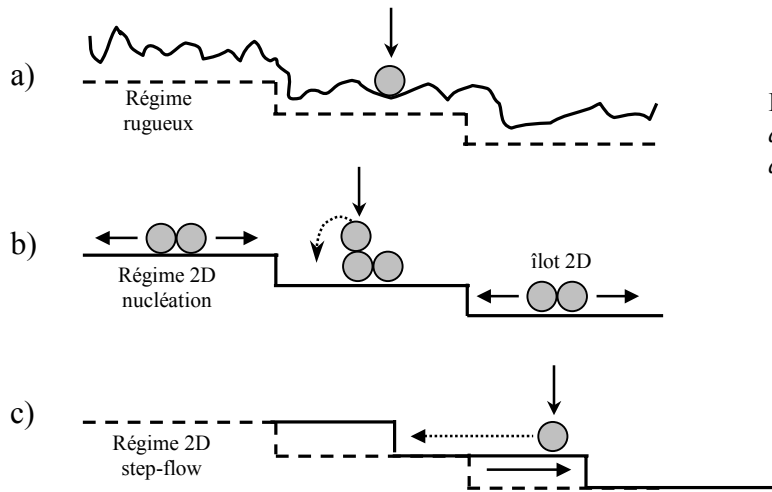 a)
Régime
rugueux
b)
Régime 2D
nucléation
îlot 2D
c)
Régime 2D
step-flow